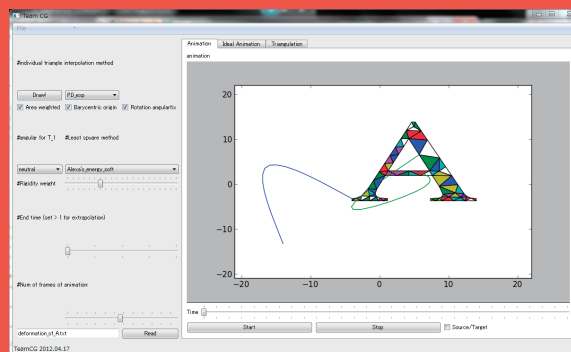 Team CG
File
#individual triangle interpolation method
Draw!
PD_exp
Area weighted
Barycentric origin
Rotation angularfix
#angular for T_I
#Least square method
neutral
Alexa's_energy_soft
#Rigidity weight
#End time (set > 1 for extrapolation)
#Num of frames of animation
deformation_of_A.txt
Read
TeamCG 2012.04.17
Animation
Ideal Animation
Triangulation
animation
20
10
0
−10
−20
−20
−10
0
10
20
Time
Start
Stop
Source/Target